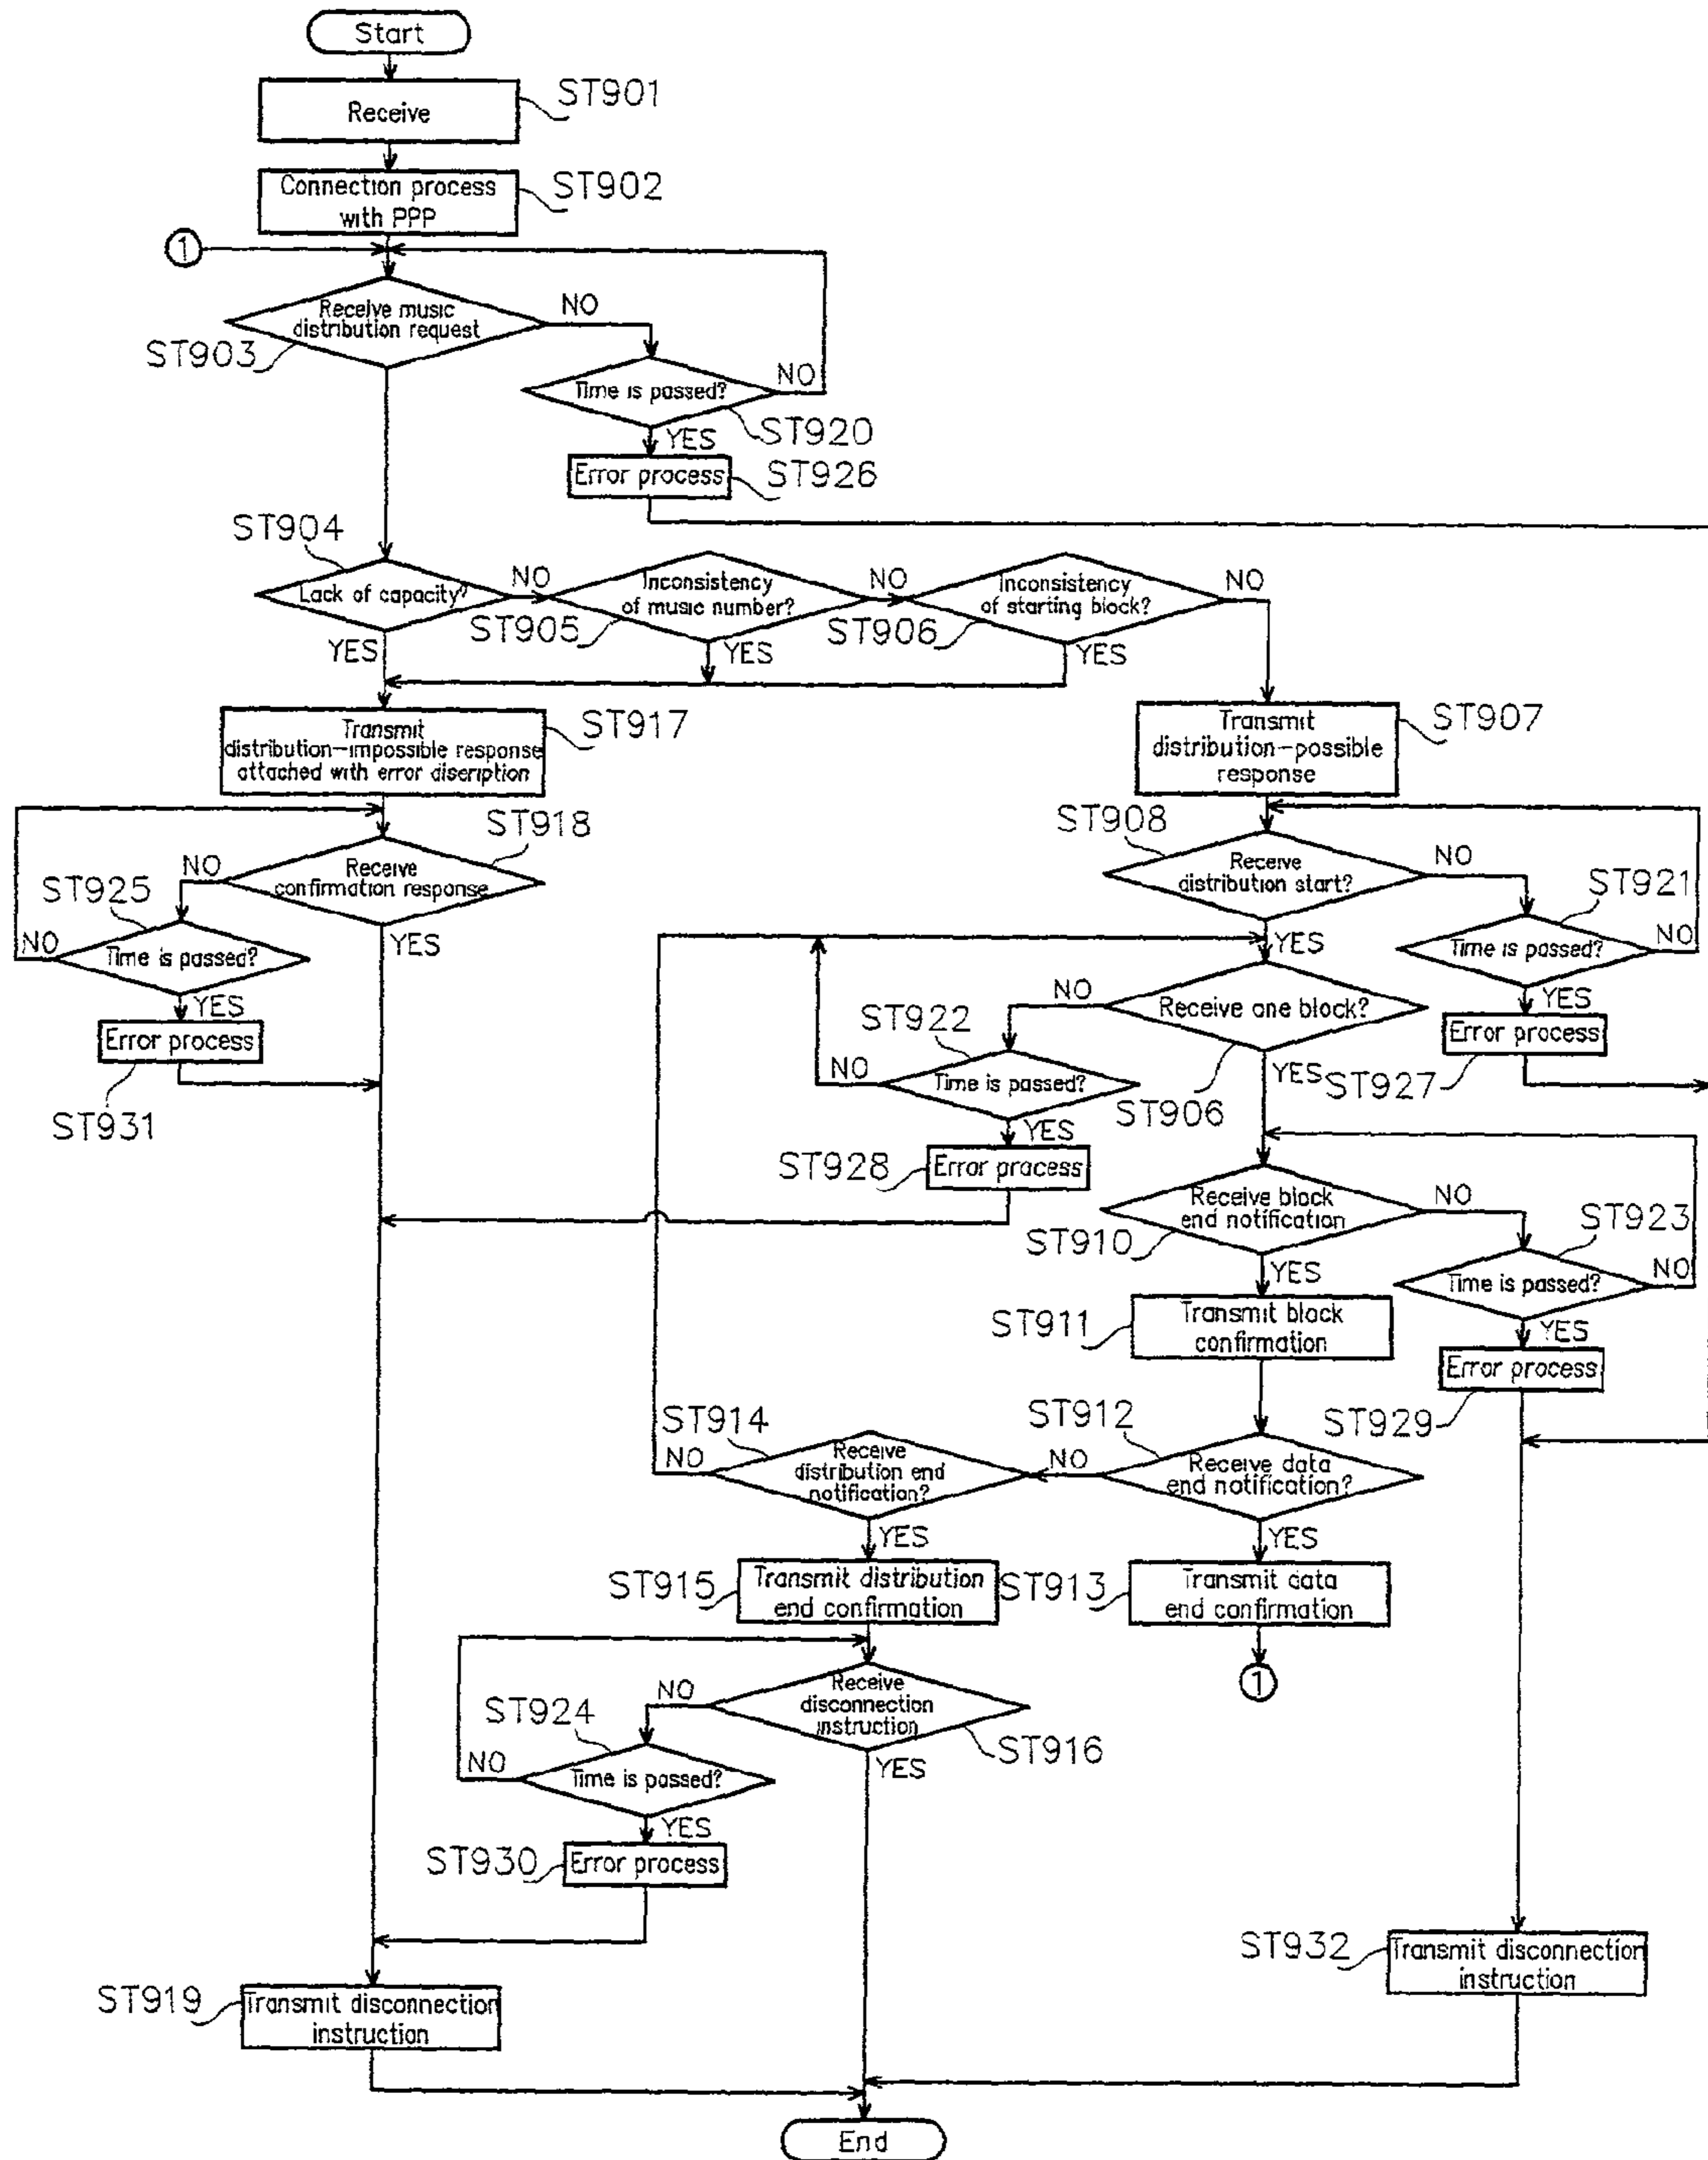 Start
Receive
ST901
Connection process
with PPP
ST902
1
Receive music
distribution request
NO
ST903
Time is passed?
NO
YES
ST920
Error process
ST926
ST904
Lack of capacity?
NO
Inconsistency
of music number?
NO
Inconsistency
of starting block?
NO
ST905
ST906
YES
YES
YES
Transmit
distribution-impossible response
attached with error discription
ST917
Transmit
distribution-possible
response
ST907
ST918
Receive
confirmation response
NO
YES
ST925
Time is passed?
NO
YES
Error process
ST931
ST908
Receive
distribution start?
NO
YES
ST921
Time is passed?
NO
YES
Error process
ST927
Receive one block?
NO
YES
ST906
ST922
Time is passed?
NO
YES
ST928
Error process
Receive block
end notification
NO
ST910
YES
ST923
Time is passed?
NO
YES
Error process
ST929
ST911
Transmit block
confirmation
ST912
Receive data
end notification?
NO
YES
ST914
Receive
distribution end
notification?
NO
YES
ST915
Transmit distribution
end confirmation
ST913
Transmit data
end confirmation
1
Receive
disconnection
instruction
NO
ST916
YES
ST924
Time is passed?
NO
YES
ST930
Error process
ST919
Transmit disconnection
instruction
ST932
Transmit disconnection
instruction
End